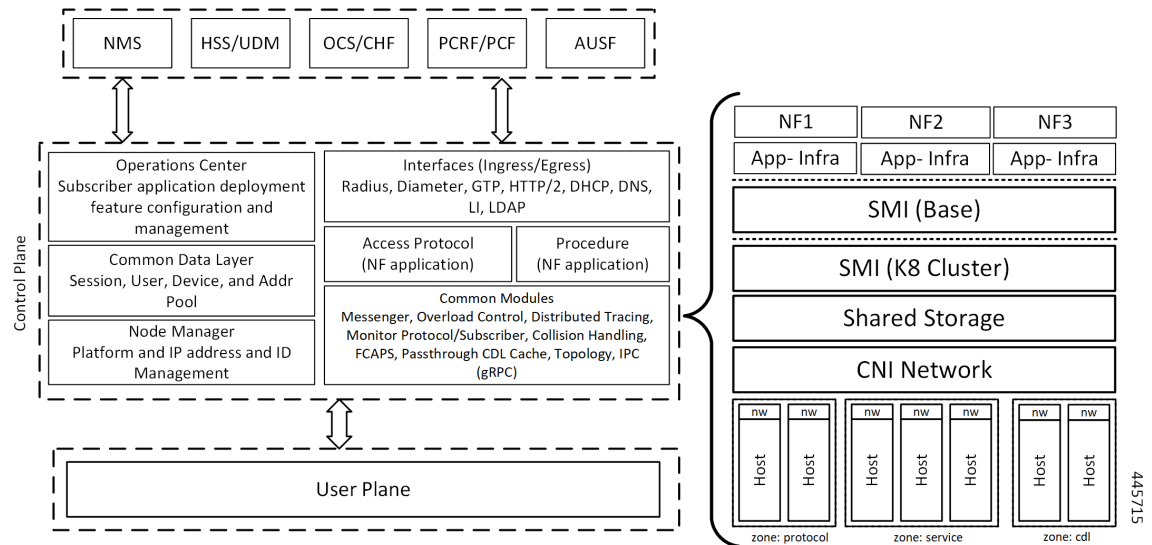 NMS
HSS/UDM
OCS/CHF
PCRF/PCF
AUSF
Control Plane
Operations Center
Subscriber application deployment
feature configuration and
management
Common Data Layer
Session, User, Device, and Addr
Pool
Node Manager
Platform and IP address and ID
Management
Interfaces (Ingress/Egress)
Radius, Diameter, GTP, HTTP/2, DHCP, DNS,
LI, LDAP
Access Protocol
(NF application)
Procedure
(NF application)
Common Modules
Messenger, Overload Control, Distributed Tracing,
Monitor Protocol/Subscriber, Collision Handling,
FCAPS, Passthrough CDL Cache, Topology, IPC
(gRPC)
User Plane
NF1
NF2
NF3
App- Infra
App- Infra
App- Infra
SMI (Base)
SMI (K8 Cluster)
Shared Storage
CNI Network
nw
nw
nw
nw
nw
nw
nw
Host
Host
Host
Host
Host
Host
Host
zone: protocol
zone: service
zone: cdl
445715